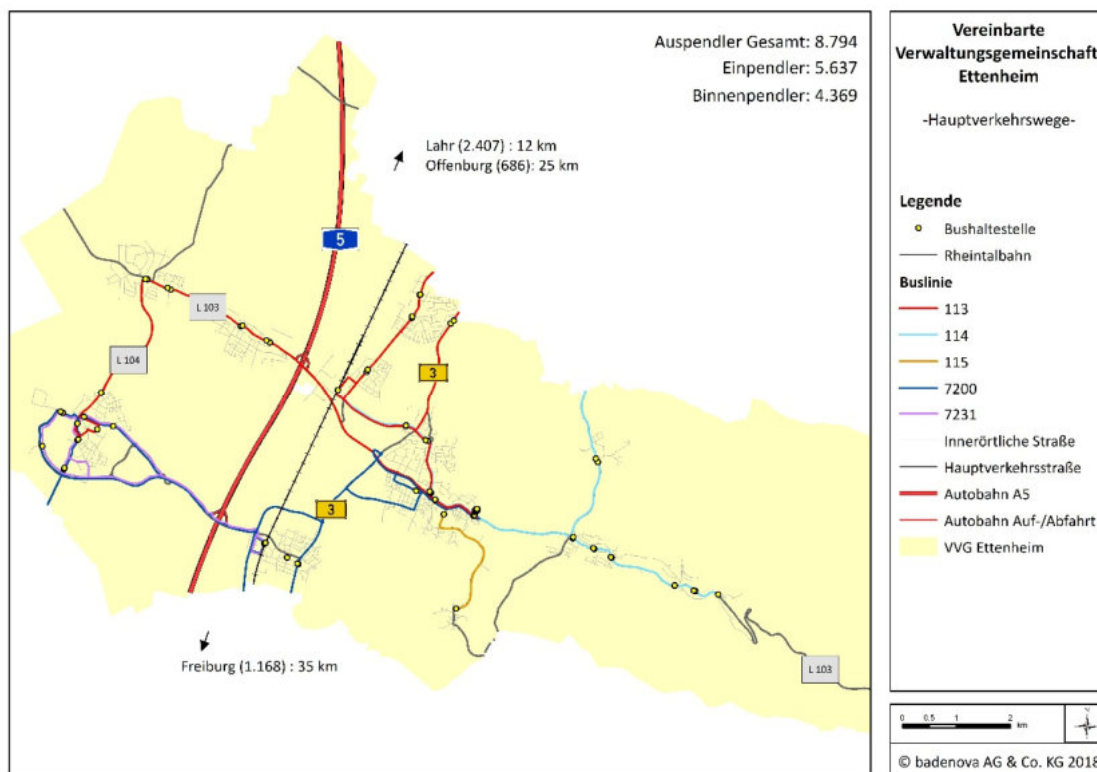 Auspendler Gesamt: 8.794
Einpendler: 5.637
Binnenpendler: 4.369
Lahr (2.407) : 12 km
Offenburg (686): 25 km
5
L 103
L 104
3
3
L 103
Freiburg (1.168) : 35 km
Vereinbarte
Verwaltungsgemeinschaft
Ettenheim
-Hauptverkehrswege-
Legende
Bushaltestelle
Rheintalbahn
Buslinie
113
114
115
7200
7231
Innerörtliche Straße
Hauptverkehrsstraße
Autobahn A5
Autobahn Auf-/Abfahrt
VVG Ettenheim
0 0.5 1 2
km
© badenova AG & Co. KG 2018